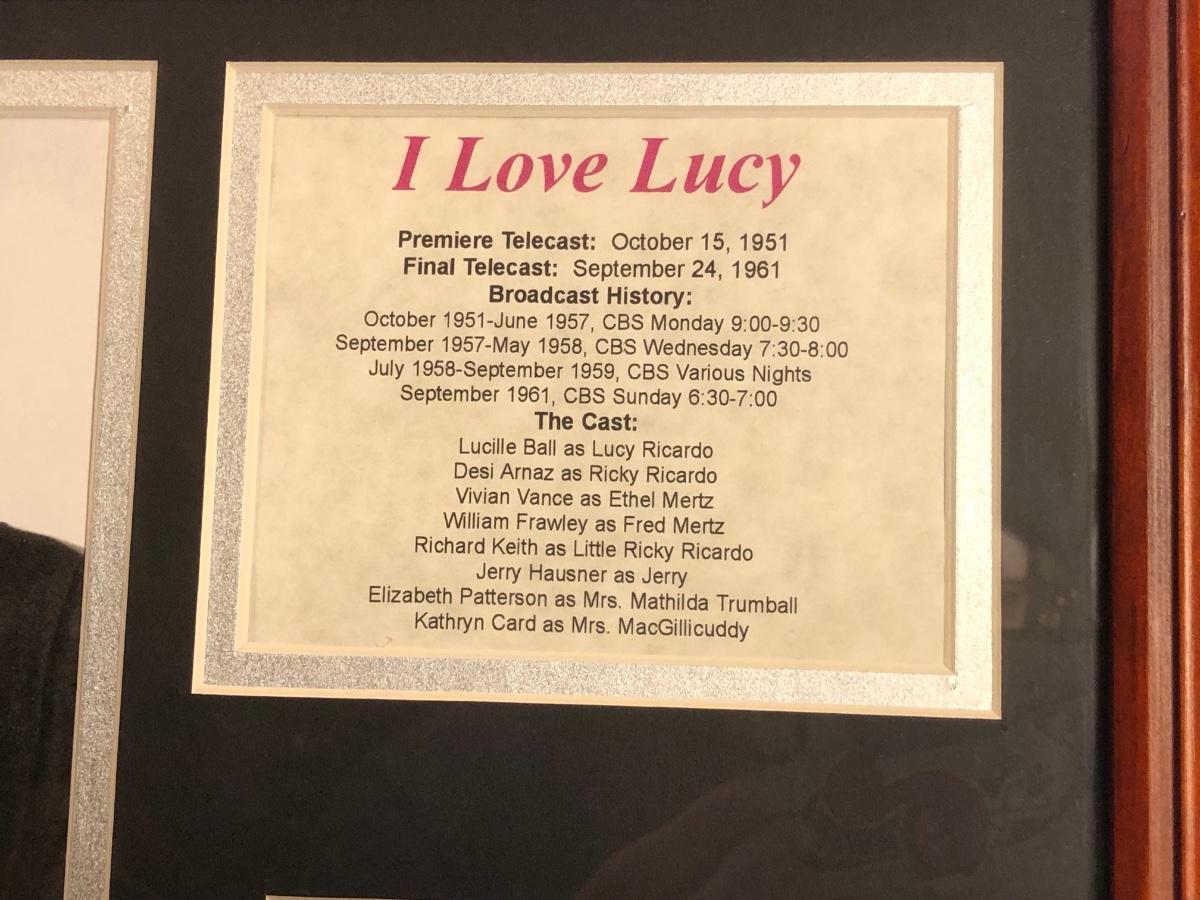 I Love Lucy
Premiere Telecast: October 15, 1951
Final Telecast: September 24, 1961
Broadcast History:
October 1951-June 1957, CBS Monday 9:00-9:30
September 1957-May 1958, CBS Wednesday 7:30-8:00
July 1958-September 1959, CBS Various Nights
September 1961, CBS Sunday 6:30-7:00
The Cast:
Lucille Ball as Lucy Ricardo
Desi Arnaz as Ricky Ricardo
Vivian Vance as Ethel Mertz
William Frawley as Fred Mertz
Richard Keith as Little Ricky Ricardo
Jerry Hausner as Jerry
Elizabeth Patterson as Mrs. Mathilda Trumball
Kathryn Card as Mrs. MacGillicuddy